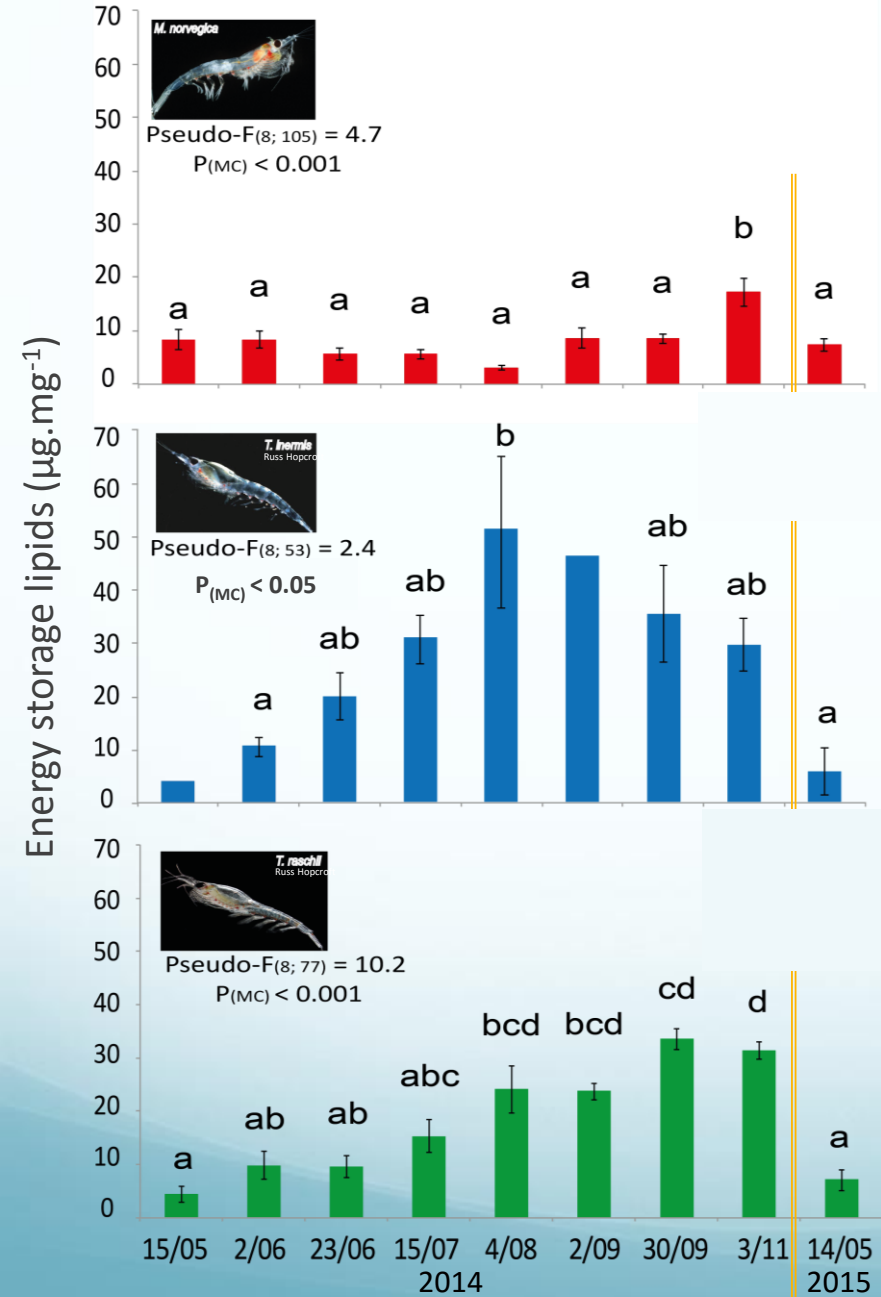 Energy storage lipids (µg.mg⁻¹)
70
60
50
40
30
20
10
0
M. norvegica
Pseudo-F(8; 105) = 4.7
P(MC) < 0.001
a
a
a
a
a
a
a
b
a
70
60
50
40
30
20
10
0
T. inermis
Russ Hopcro
Pseudo-F(8; 53) = 2.4
P(MC) < 0.05
a
ab
ab
b
ab
ab
a
70
60
50
40
30
20
10
0
T. raschii
Russ Hopcro
Pseudo-F(8; 77) = 10.2
P(MC) < 0.001
a
ab
ab
abc
bcd
bcd
cd
d
a
15/05 2/06 23/06 15/07 4/08 2/09 30/09 3/11 14/05
2014 2015